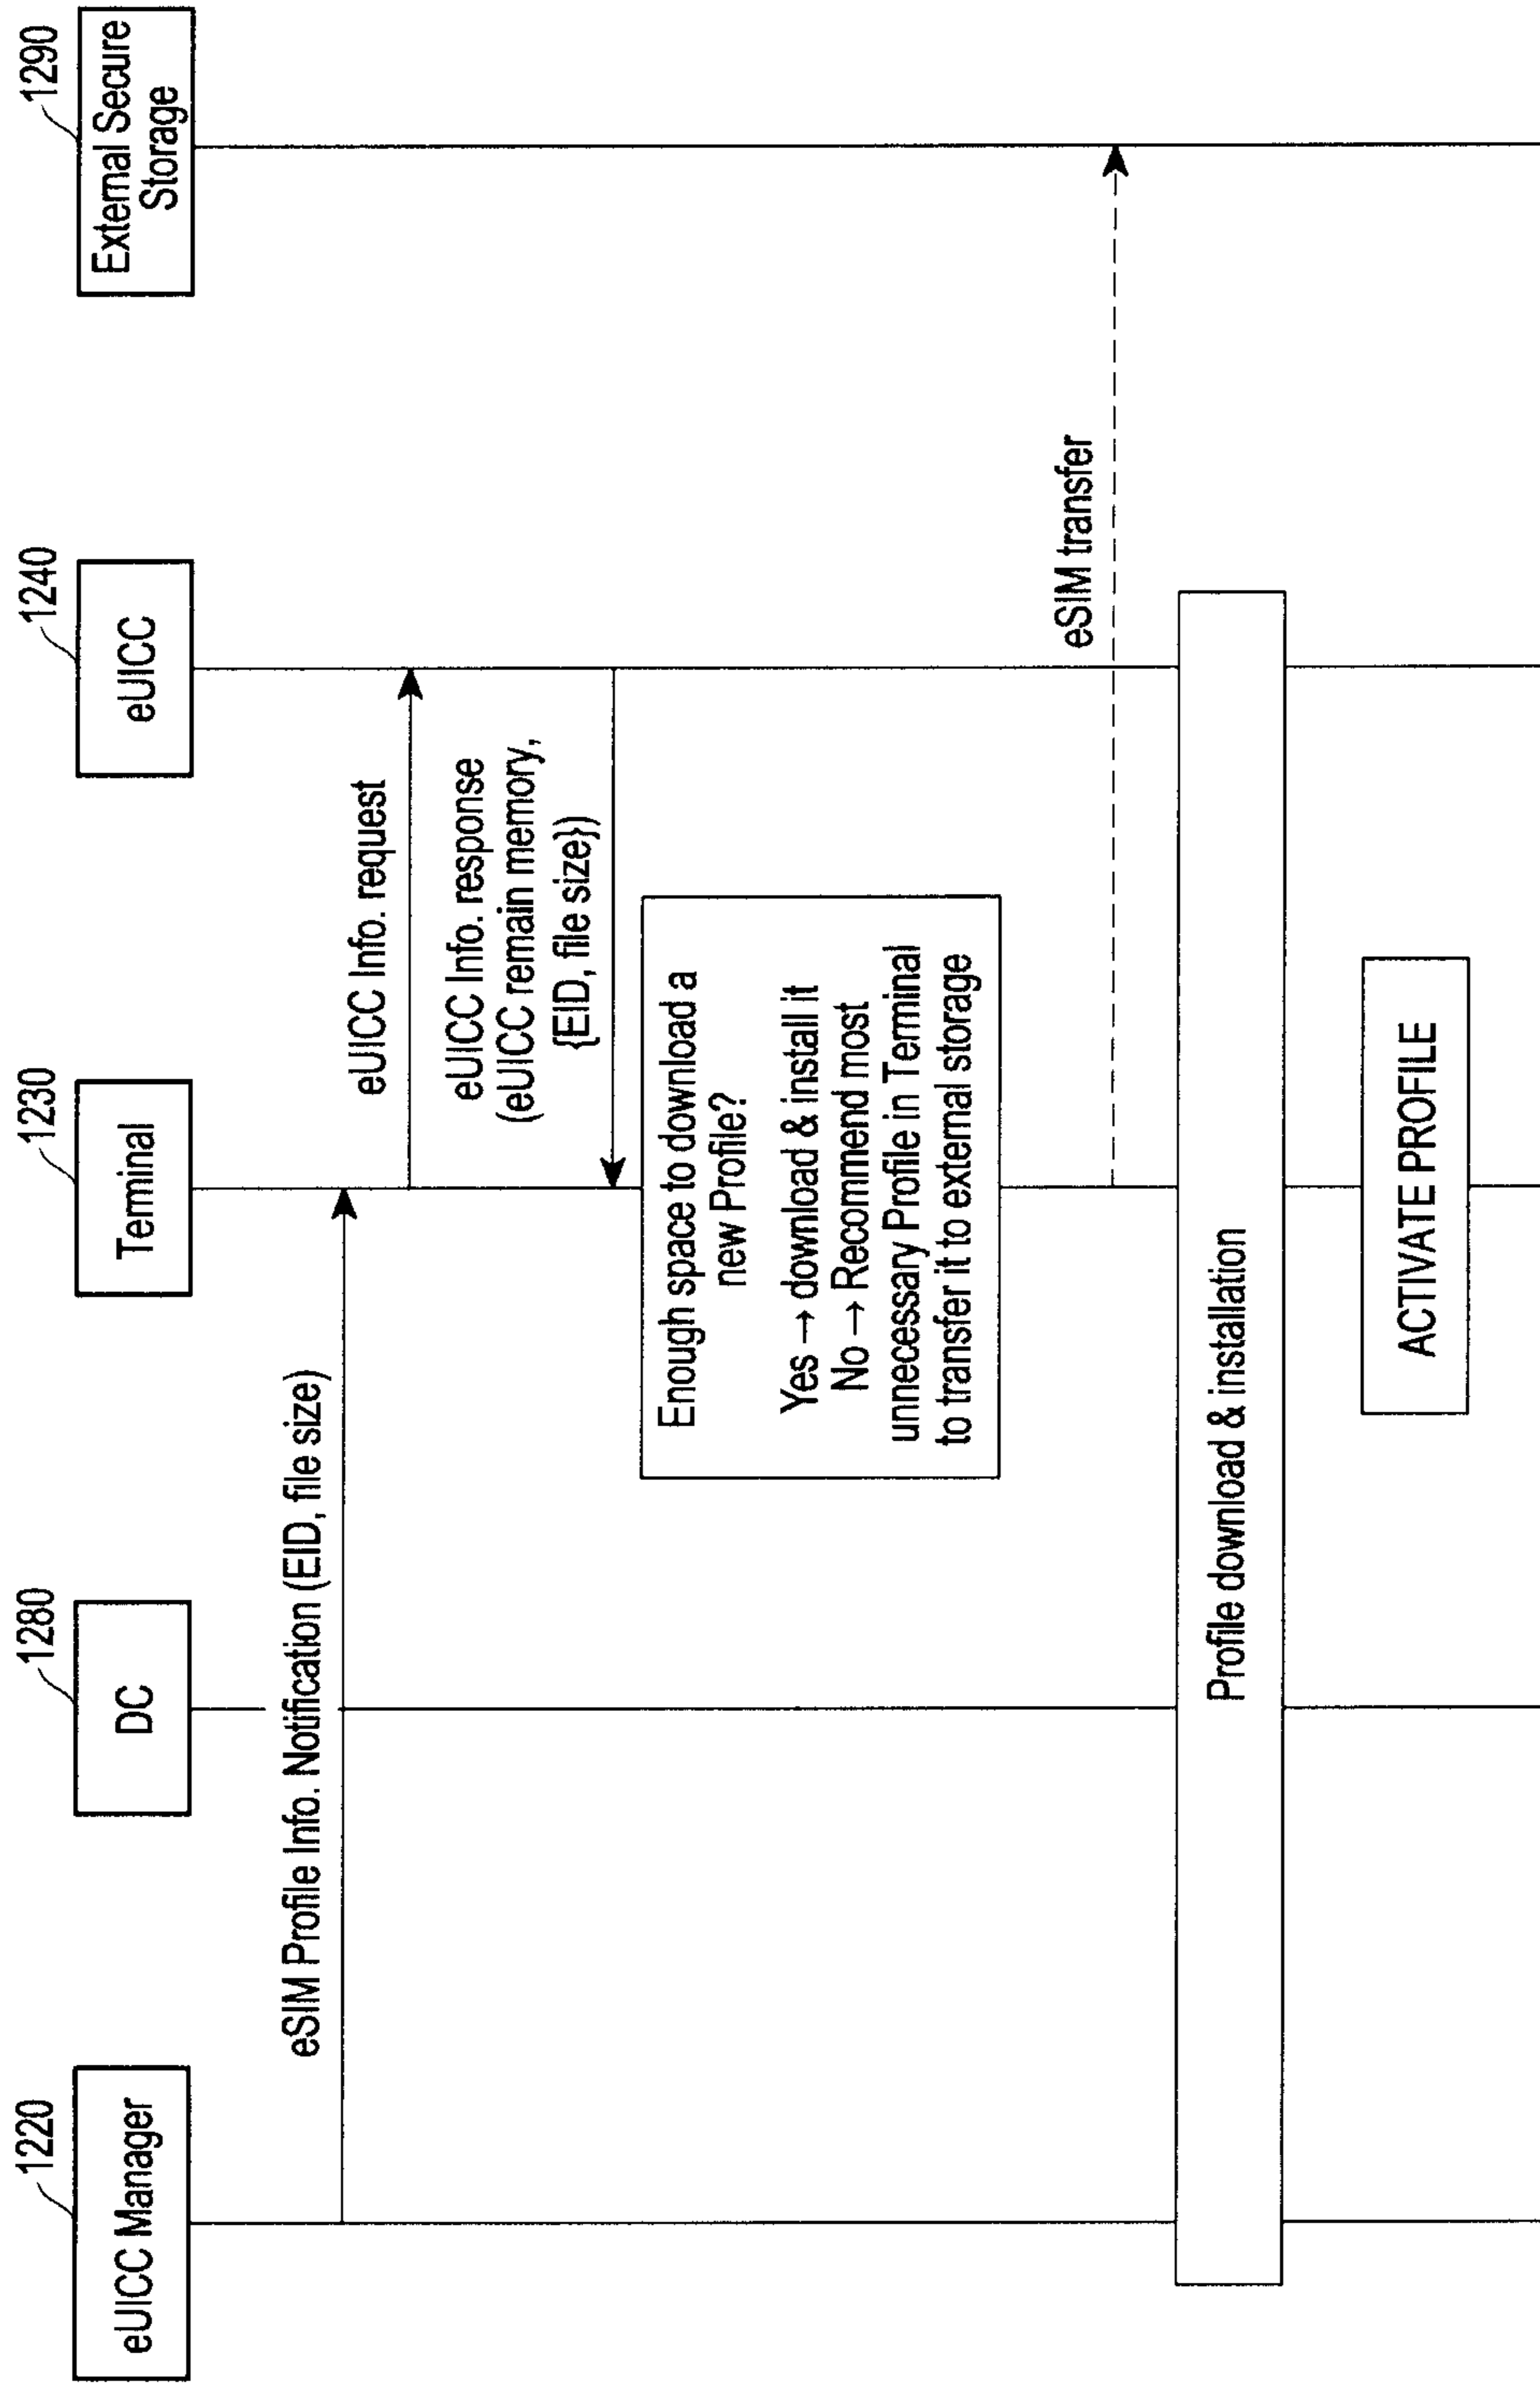 1220
eUICC Manager
1280
DC
1230
Terminal
1240
eUICC
1290
External Secure
Storage
eSIM Profile Info. Notification (EID, file size)
eUICC Info. request
eUICC Info. response
(eUICC remain memory,
{EID, file size})
Enough space to download a
new Profile?
Yes → download & install it
No → Recommend most
unnecessary Profile in Terminal
to transfer it to external storage
eSIM transfer
Profile download & installation
ACTIVATE PROFILE